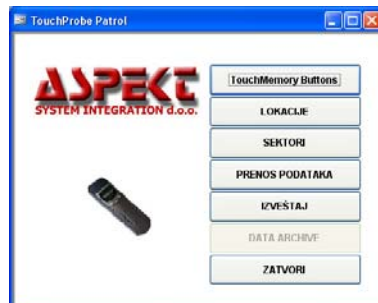 TouchProbe Patrol
ASPEKT
SYSTEM INTEGRATION d.o.o.
TouchMemory Buttons
LOKACIJE
SEKTORI
PRENOS PODATAKA
IZVEŠTAJ
DATA ARCHIVE
ZATVORI